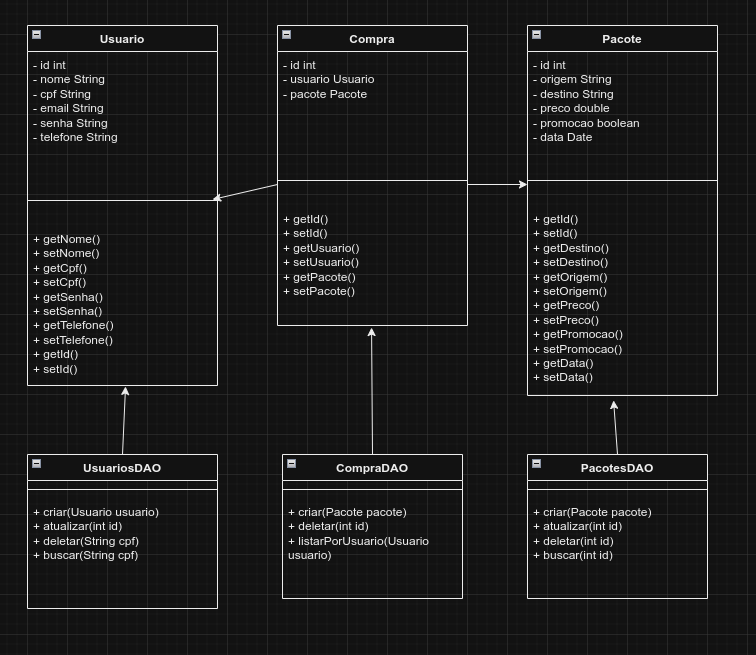 Usuario
- id int
- nome String
- cpf String
- email String
- senha String
- telefone String
+ getNome()
+ setNome()
+ getCpf()
+ setCpf()
+ getSenha()
+ setSenha()
+ getTelefone()
+ setTelefone()
+ getId()
+ setId()
Compra
- id int
- usuario Usuario
- pacote Pacote
+ getId()
+ setId()
+ getUsuario()
+ setUsuario()
+ getPacote()
+ setPacote()
Pacote
- id int
- origem String
- destino String
- preco double
- promocao boolean
- data Date
+ getId()
+ setId()
+ getDestino()
+ setDestino()
+ getOrigem()
+ setOrigem()
+ getPreco()
+ setPreco()
+ getPromocao()
+ setPromocao()
+ getData()
+ setData()
UsuariosDAO
+ criar(Usuario usuario)
+ atualizar(int id)
+ deletar(String cpf)
+ buscar(String cpf)
CompraDAO
+ criar(Pacote pacote)
+ deletar(int id)
+ listarPorUsuario(Usuario
usuario)
PacotesDAO
+ criar(Pacote pacote)
+ atualizar(int id)
+ deletar(int id)
+ buscar(int id)